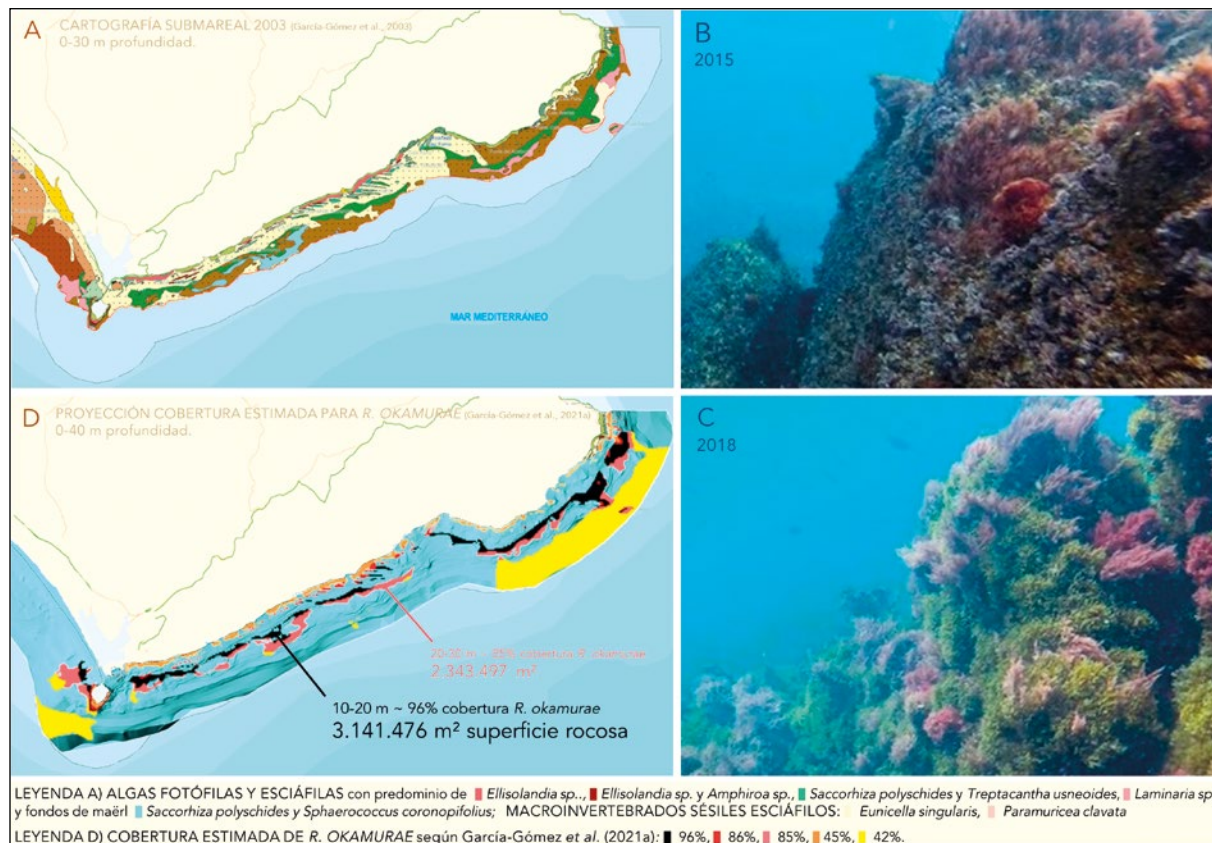 A
CARTOGRAFÍA SUBMAREAL 2003 (García-Gómez et al., 2003)
0-30 m profundidad.
MAR MEDITERRÁNEO
B
2015
D
PROYECCIÓN COBERTURA ESTIMADA PARA R. OKAMURAE (García-Gómez et al., 2021a)
0-40 m profundidad.
20-30 m ~ 85% cobertura R. okamurae
2.343.497 m²
10-20 m ~ 96% cobertura R. okamurae
3.141.476 m² superficie rocosa
C
2018
LEYENDA A) ALGAS FOTÓFILAS Y ESCIÁFILAS con predominio de Ellisolandia sp.., Ellisolandia sp. y Amphiroa sp., Saccorhiza polyschides y Treptacantha usneoides, Laminaria sp
y fondos de maërl Saccorhiza polyschides y Sphaerococcus coronopifolius; MACROINVERTEBRADOS SÉSILES ESCIÁFILOS: Eunicella singularis, Paramuricea clavata
LEYENDA D) COBERTURA ESTIMADA DE R. OKAMURAE según García-Gómez et al. (2021a): 96%, 86%, 85%, 45%, 42%.